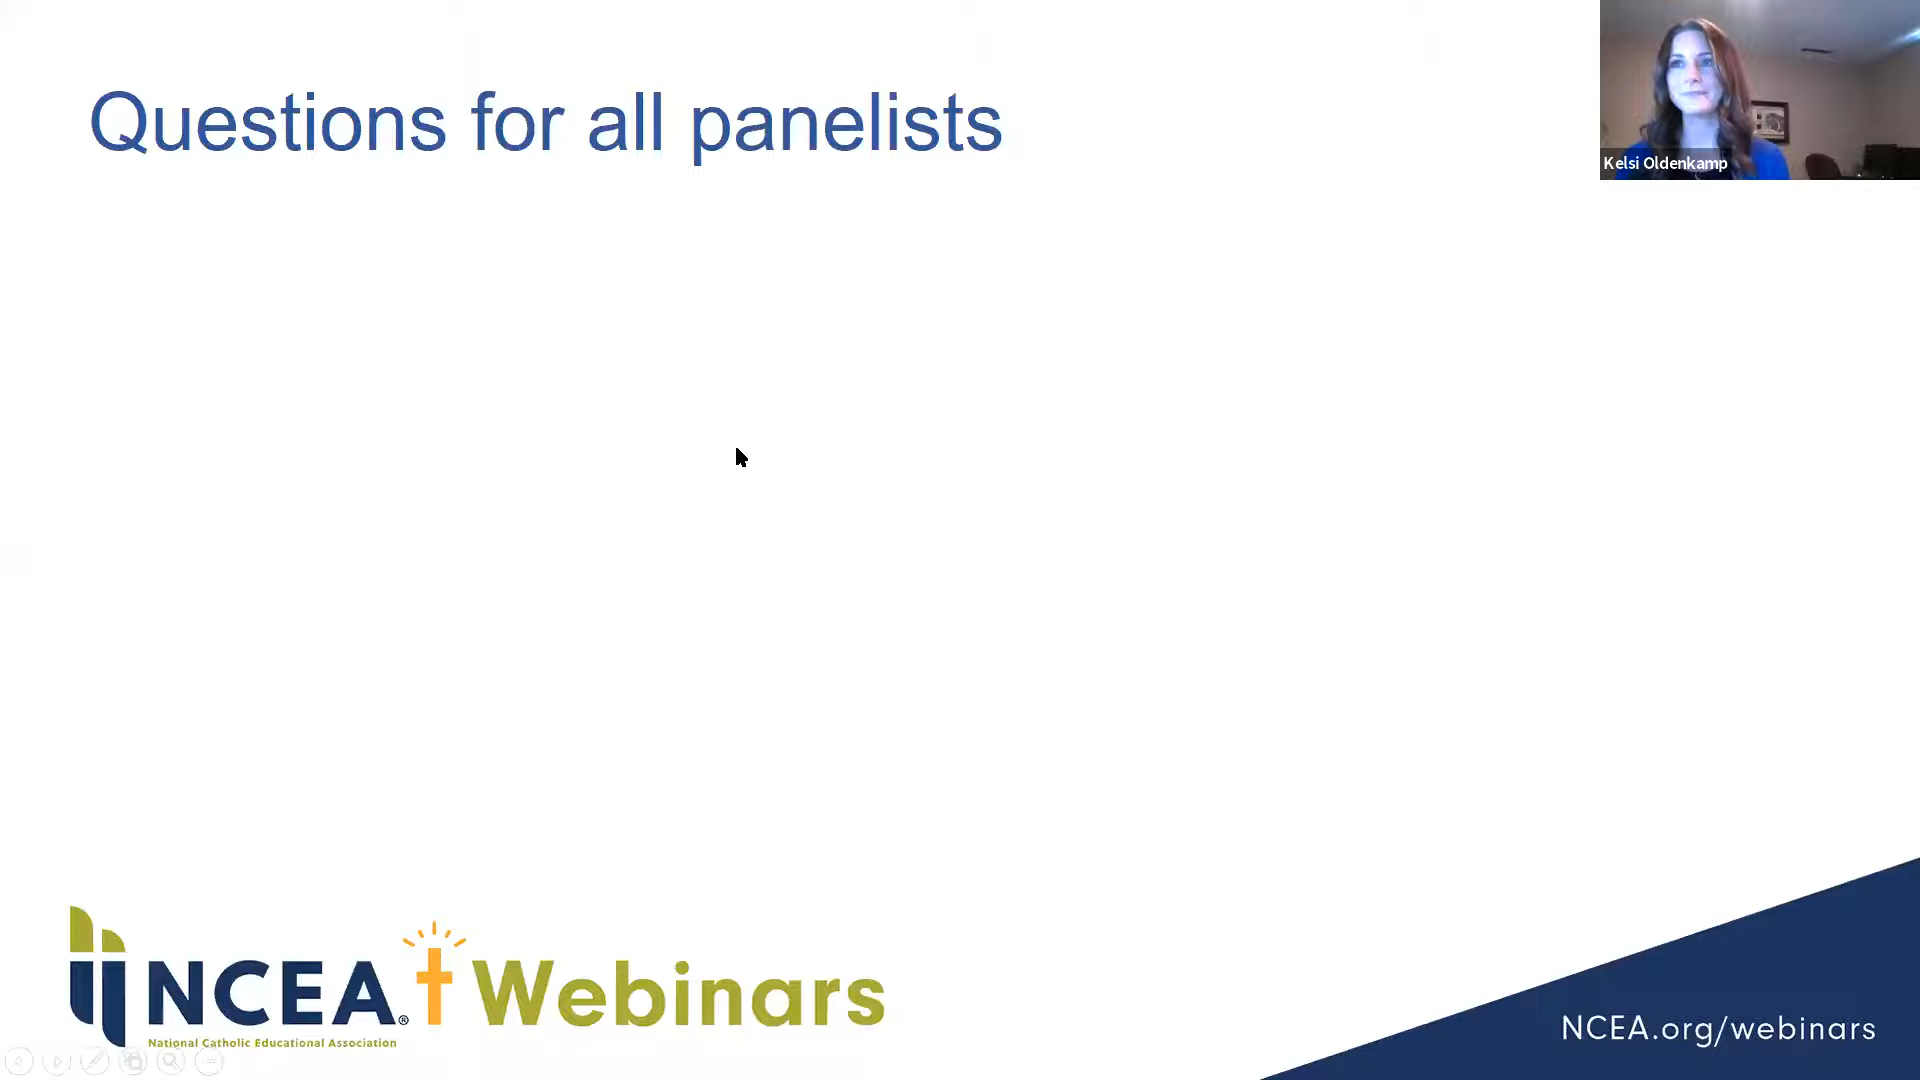 Questions for all panelists
Kelsi Oldenkamp
NCEA® Webinars
National Catholic Educational Association
NCEA.org/webinars